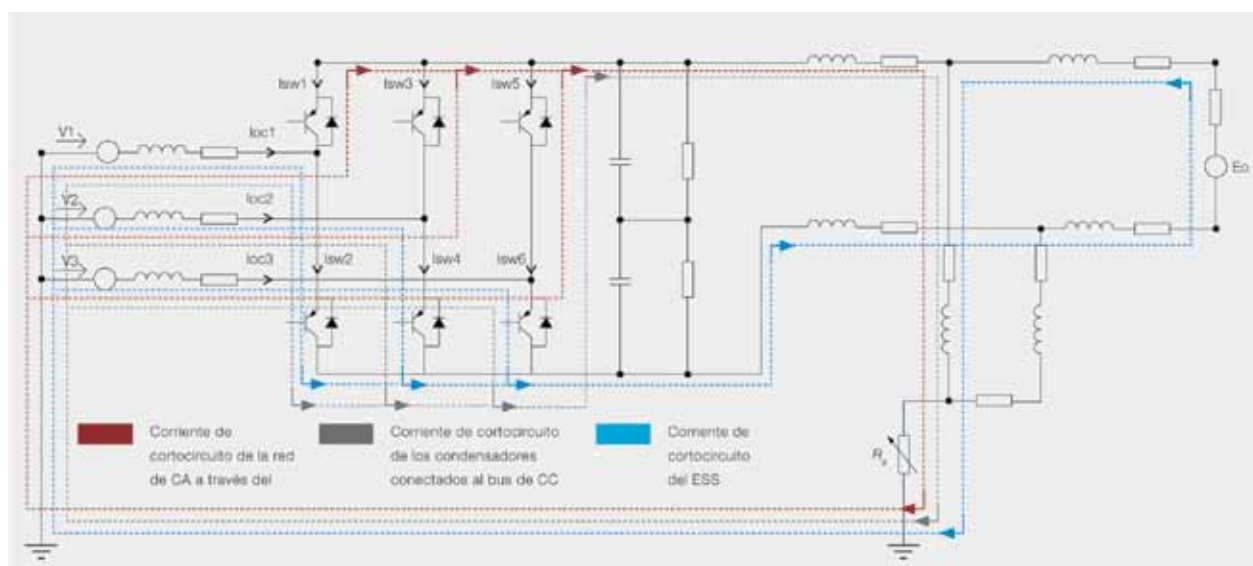 Isw1
Isw3
Isw5
V1
Ioc1
Eo
V2
Ioc2
V3
Ioc3
Isw2
Isw4
Isw6
Corriente de
cortocircuito de la red
de CA a través del
Corriente de cortocircuito
de los condensadores
conectados al bus de CC
Corriente de
cortocircuito
del ESS